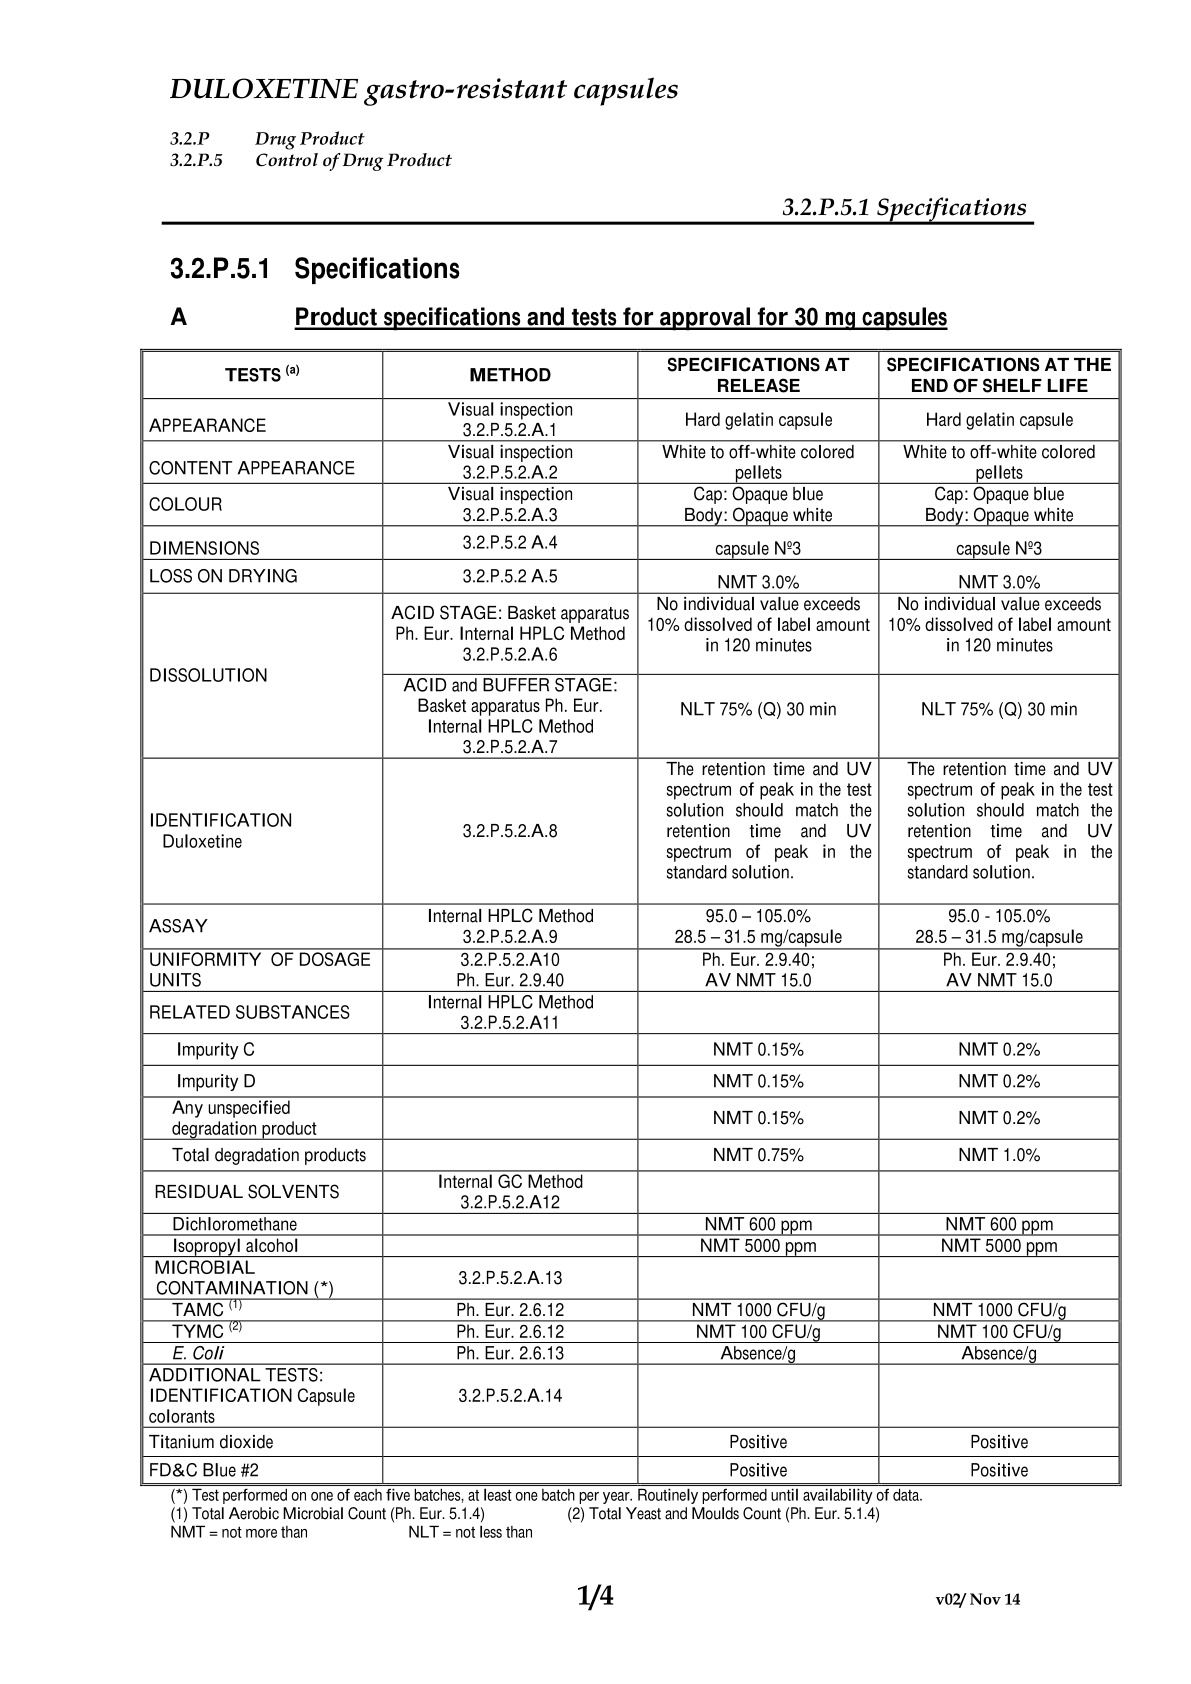 DULOXETINE gastro-resistant capsules
3.2.P Drug Product
3.2.P.5 Control of Drug Product
3.2.P.5.1 Specifications
3.2.P.5.1 Specifications
A Product specifications and tests for approval for 30 mg capsules
TESTS (a) METHOD SPECIFICATIONS AT RELEASE SPECIFICATIONS AT THE END OF SHELF LIFE
APPEARANCE
Visual inspection
3.2.P.5.2.A.1
Hard gelatin capsule
Hard gelatin capsule
CONTENT APPEARANCE
Visual inspection
3.2.P.5.2.A.2
White to off-white colored
pellets
White to off-white colored
pellets
COLOUR
Visual inspection
3.2.P.5.2.A.3
Cap: Opaque blue
Body: Opaque white
Cap: Opaque blue
Body: Opaque white
DIMENSIONS
3.2.P.5.2 A.4
capsule Nº3
capsule Nº3
LOSS ON DRYING
3.2.P.5.2 A.5
NMT 3.0%
NMT 3.0%
DISSOLUTION
ACID STAGE: Basket apparatus
Ph. Eur. Internal HPLC Method
3.2.P.5.2.A.6
No individual value exceeds
10% dissolved of label amount
in 120 minutes
No individual value exceeds
10% dissolved of label amount
in 120 minutes
ACID and BUFFER STAGE:
Basket apparatus Ph. Eur.
Internal HPLC Method
3.2.P.5.2.A.7
NLT 75% (Q) 30 min
NLT 75% (Q) 30 min
IDENTIFICATION
Duloxetine
3.2.P.5.2.A.8
The retention time and UV
spectrum of peak in the test
solution should match the
retention time and UV
spectrum of peak in the
standard solution.
The retention time and UV
spectrum of peak in the test
solution should match the
retention time and UV
spectrum of peak in the
standard solution.
ASSAY
Internal HPLC Method
3.2.P.5.2.A.9
95.0 – 105.0%
28.5 – 31.5 mg/capsule
95.0 - 105.0%
28.5 – 31.5 mg/capsule
UNIFORMITY OF DOSAGE
UNITS
3.2.P.5.2.A10
Ph. Eur. 2.9.40
Ph. Eur. 2.9.40;
AV NMT 15.0
Ph. Eur. 2.9.40;
AV NMT 15.0
RELATED SUBSTANCES
Internal HPLC Method
3.2.P.5.2.A11
Impurity C NMT 0.15% NMT 0.2%
Impurity D NMT 0.15% NMT 0.2%
Any unspecified
degradation product
NMT 0.15% NMT 0.2%
Total degradation products NMT 0.75% NMT 1.0%
RESIDUAL SOLVENTS
Internal GC Method
3.2.P.5.2.A12
Dichloromethane NMT 600 ppm NMT 600 ppm
Isopropyl alcohol NMT 5000 ppm NMT 5000 ppm
MICROBIAL
CONTAMINATION (*)
3.2.P.5.2.A.13
TAMC (1) Ph. Eur. 2.6.12 NMT 1000 CFU/g NMT 1000 CFU/g
TYMC (2) Ph. Eur. 2.6.12 NMT 100 CFU/g NMT 100 CFU/g
E. Coli Ph. Eur. 2.6.13 Absence/g Absence/g
ADDITIONAL TESTS:
IDENTIFICATION Capsule
colorants
3.2.P.5.2.A.14
Titanium dioxide Positive Positive
FD&C Blue #2 Positive Positive
(*) Test performed on one of each five batches, at least one batch per year. Routinely performed until availability of data.
(1) Total Aerobic Microbial Count (Ph. Eur. 5.1.4) (2) Total Yeast and Moulds Count (Ph. Eur. 5.1.4)
NMT = not more than NLT = not less than
1/4 v02/ Nov 14